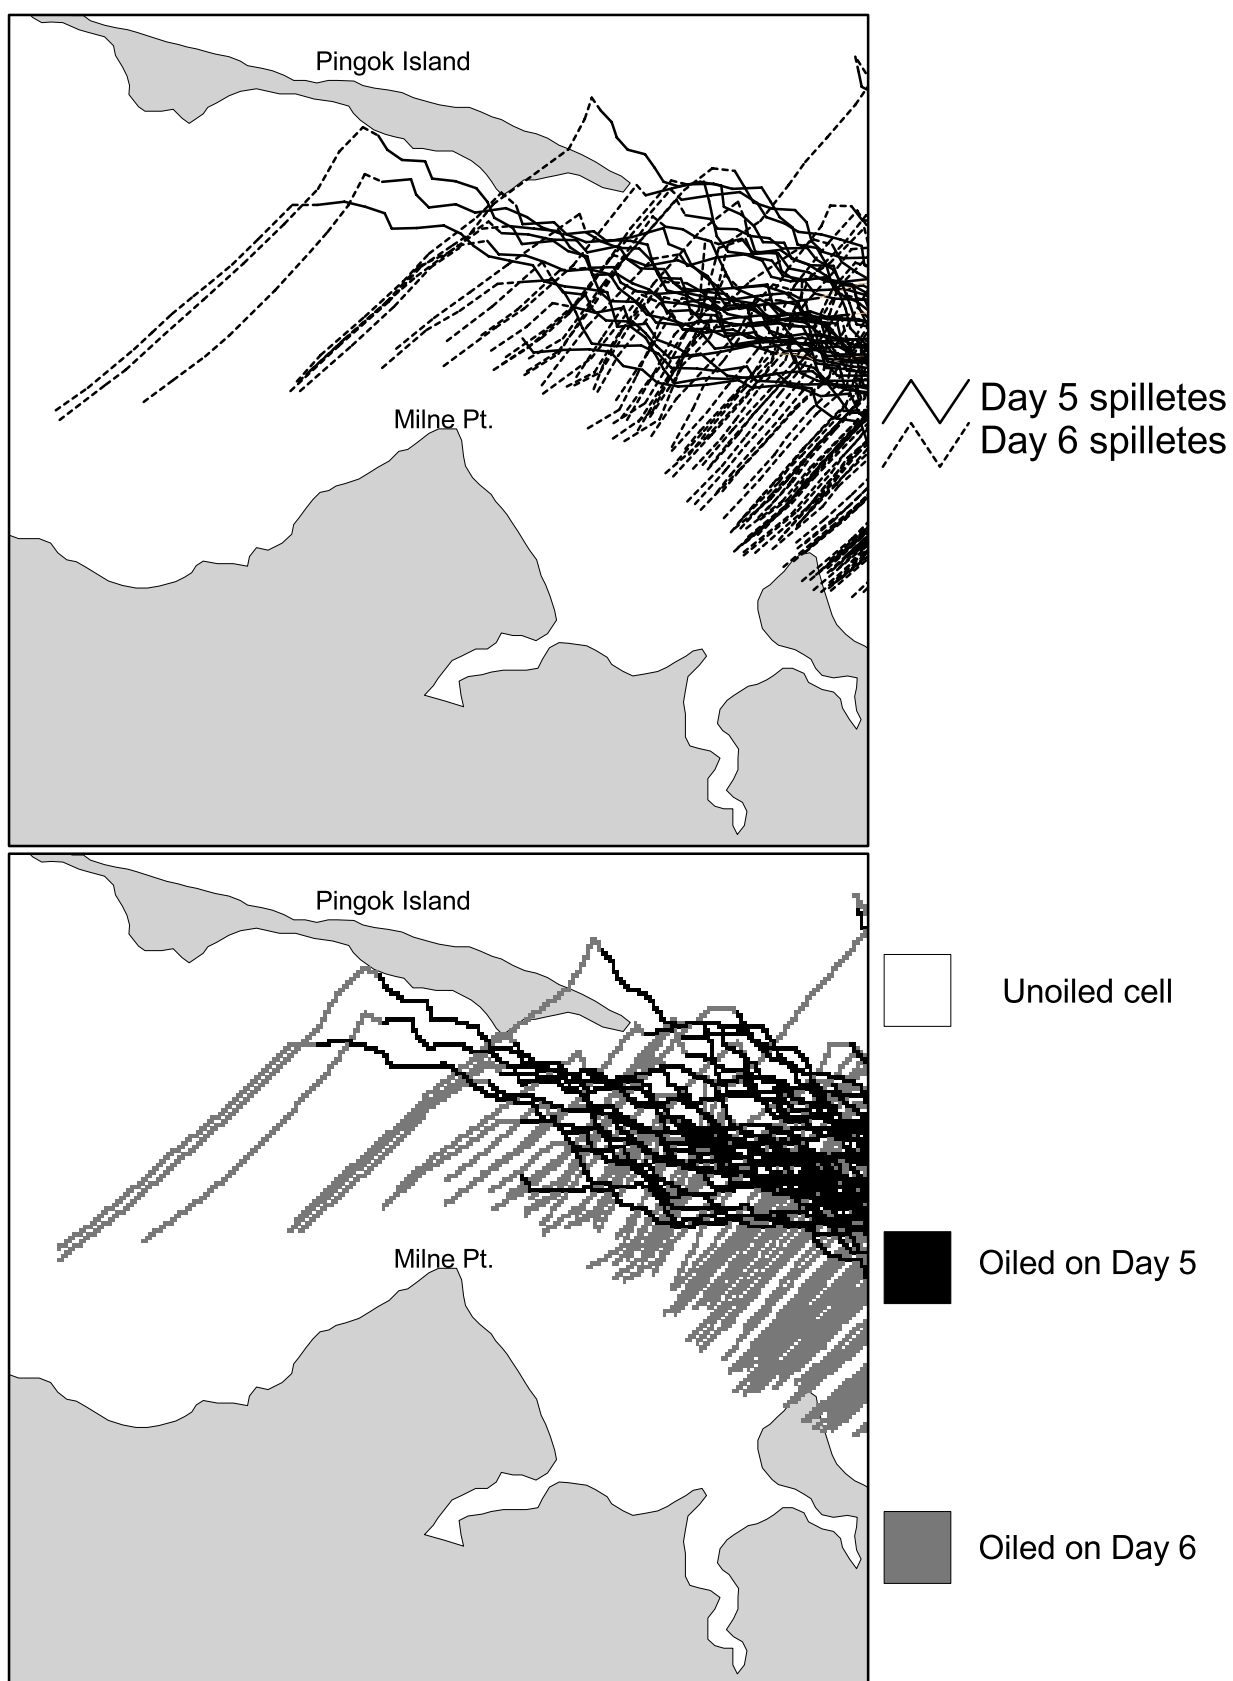 Pingok Island
Milne Pt.
Day 5 spilletes
Day 6 spilletes
Pingok Island
Milne Pt.
Unoiled cell
Oiled on Day 5
Oiled on Day 6